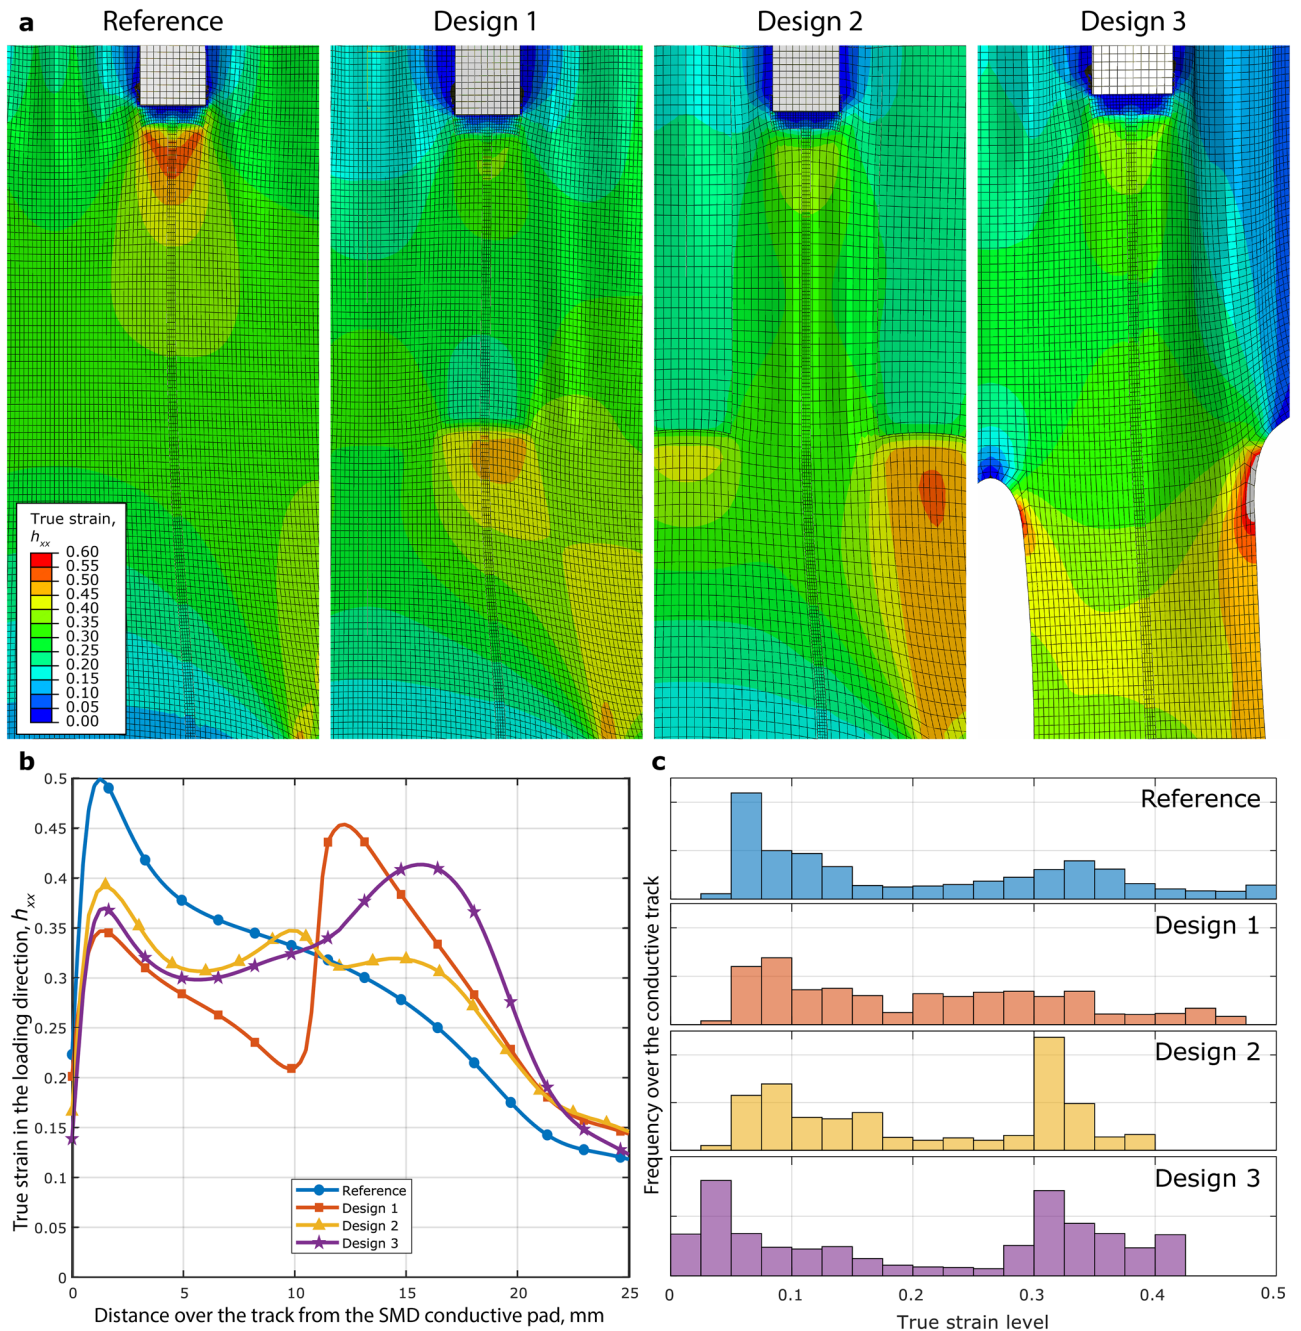 a
Reference
Design 1
Design 2
Design 3
True strain,
hxx
0.60
0.55
0.50
0.45
0.40
0.35
0.30
0.25
0.20
0.15
0.10
0.05
0.00
b
True strain in the loading direction, hxx
0.5
0.45
0.4
0.35
0.3
0.25
0.2
0.15
0.1
0.05
0
Reference
Design 1
Design 2
Design 3
0
5
10
15
20
25
Distance over the track from the SMD conductive pad, mm
c
Frequency over the conductive track
Reference
Design 1
Design 2
Design 3
0
0.1
0.2
0.3
0.4
0.5
True strain level